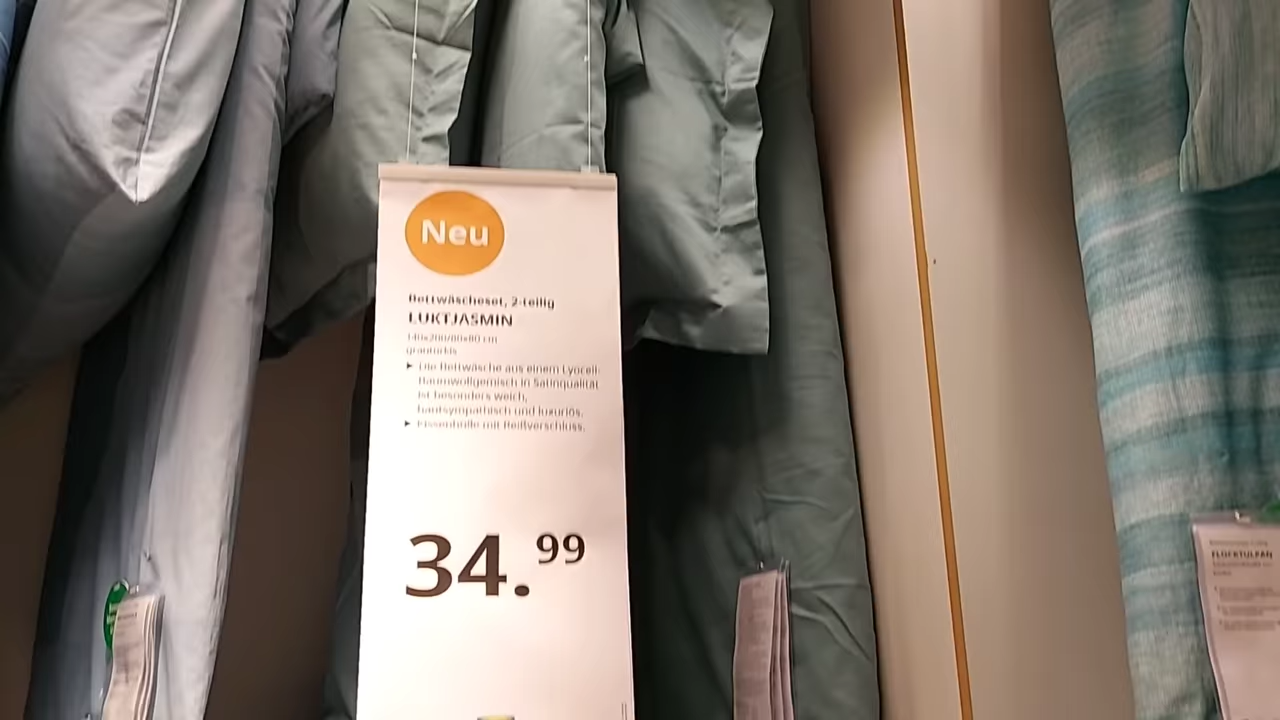 Neu
Bettwäscheset, 2-teilig
LUKTJASMIN
140x200/80x80 cm
grautürkis
► Die Bettwäsche aus einem Lyocell-
Baumwollgemisch in Satinqualität
ist besonders weich,
hautsympathisch und luxuriös.
► Kissenhülle mit Reißverschluss.
34.99
FLOCKTULPAN